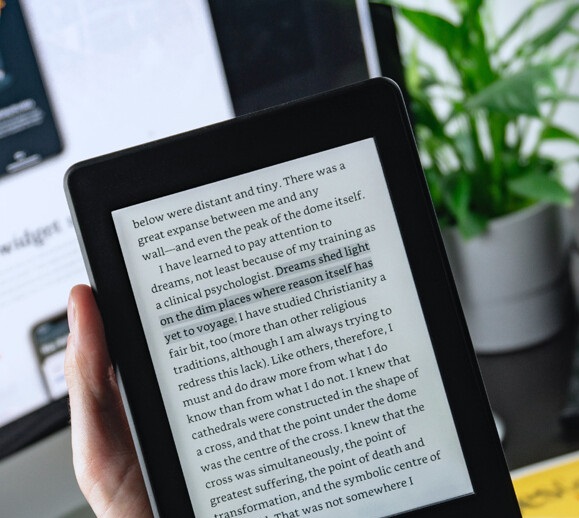 widget
below were distant and tiny. There was a
great expanse between me and any
wall—and even the peak of the dome itself.
I have learned to pay attention to
dreams, not least because of my training as
a clinical psychologist. Dreams shed light
on the dim places where reason itself has
yet to voyage. I have studied Christianity a
fair bit, too (more than other religious
traditions, although I am always trying to
redress this lack). Like others, therefore, I
must and do draw more from what I do
know than from what I do not. I knew that
cathedrals were constructed in the shape of
a cross, and that the point under the dome
was the centre of the cross. I knew that the
cross was simultaneously, the point of
greatest suffering, the point of death and
transformation, and the symbolic centre of
That was not somewhere I